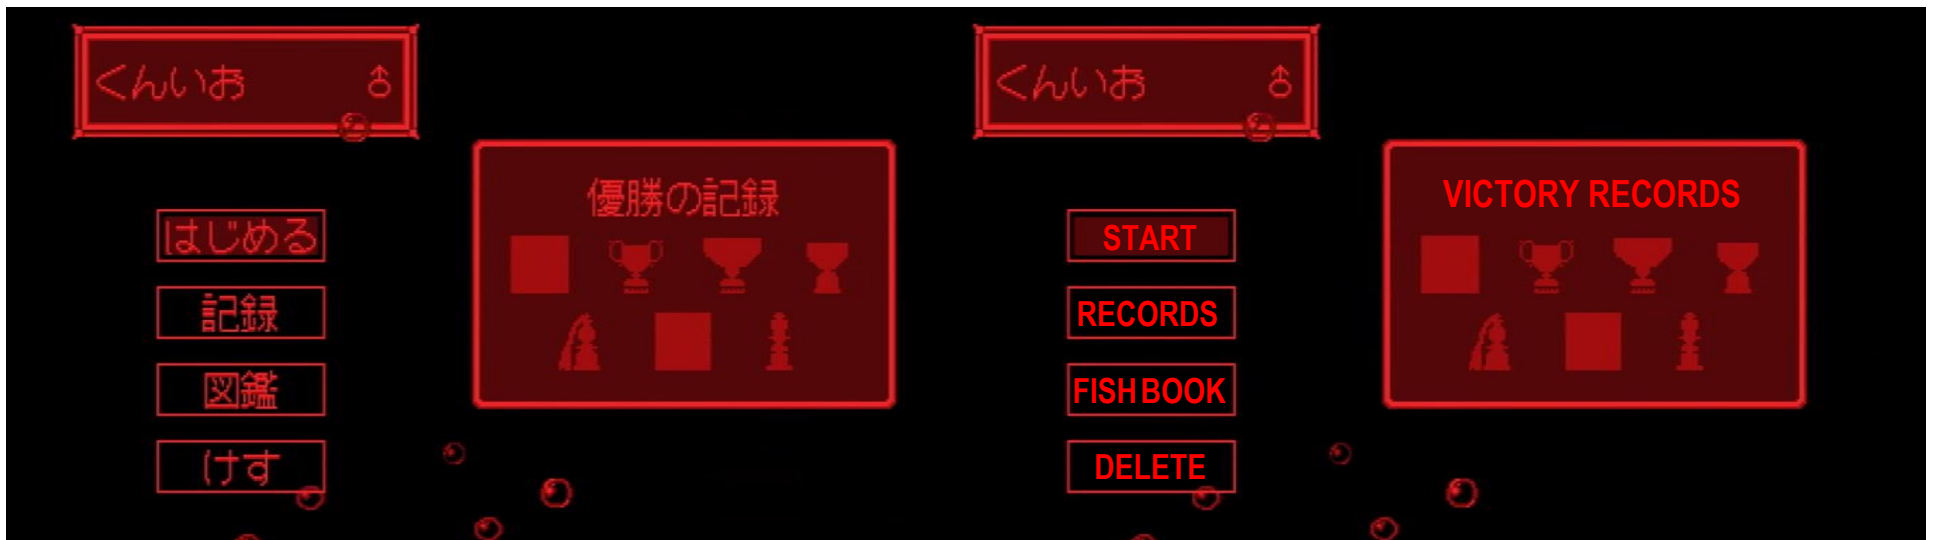 くんいお ♂
優勝の記録
はじめる
記録
図鑑
けす
くんいお ♂
VICTORY RECORDS
START
RECORDS
FISH BOOK
DELETE